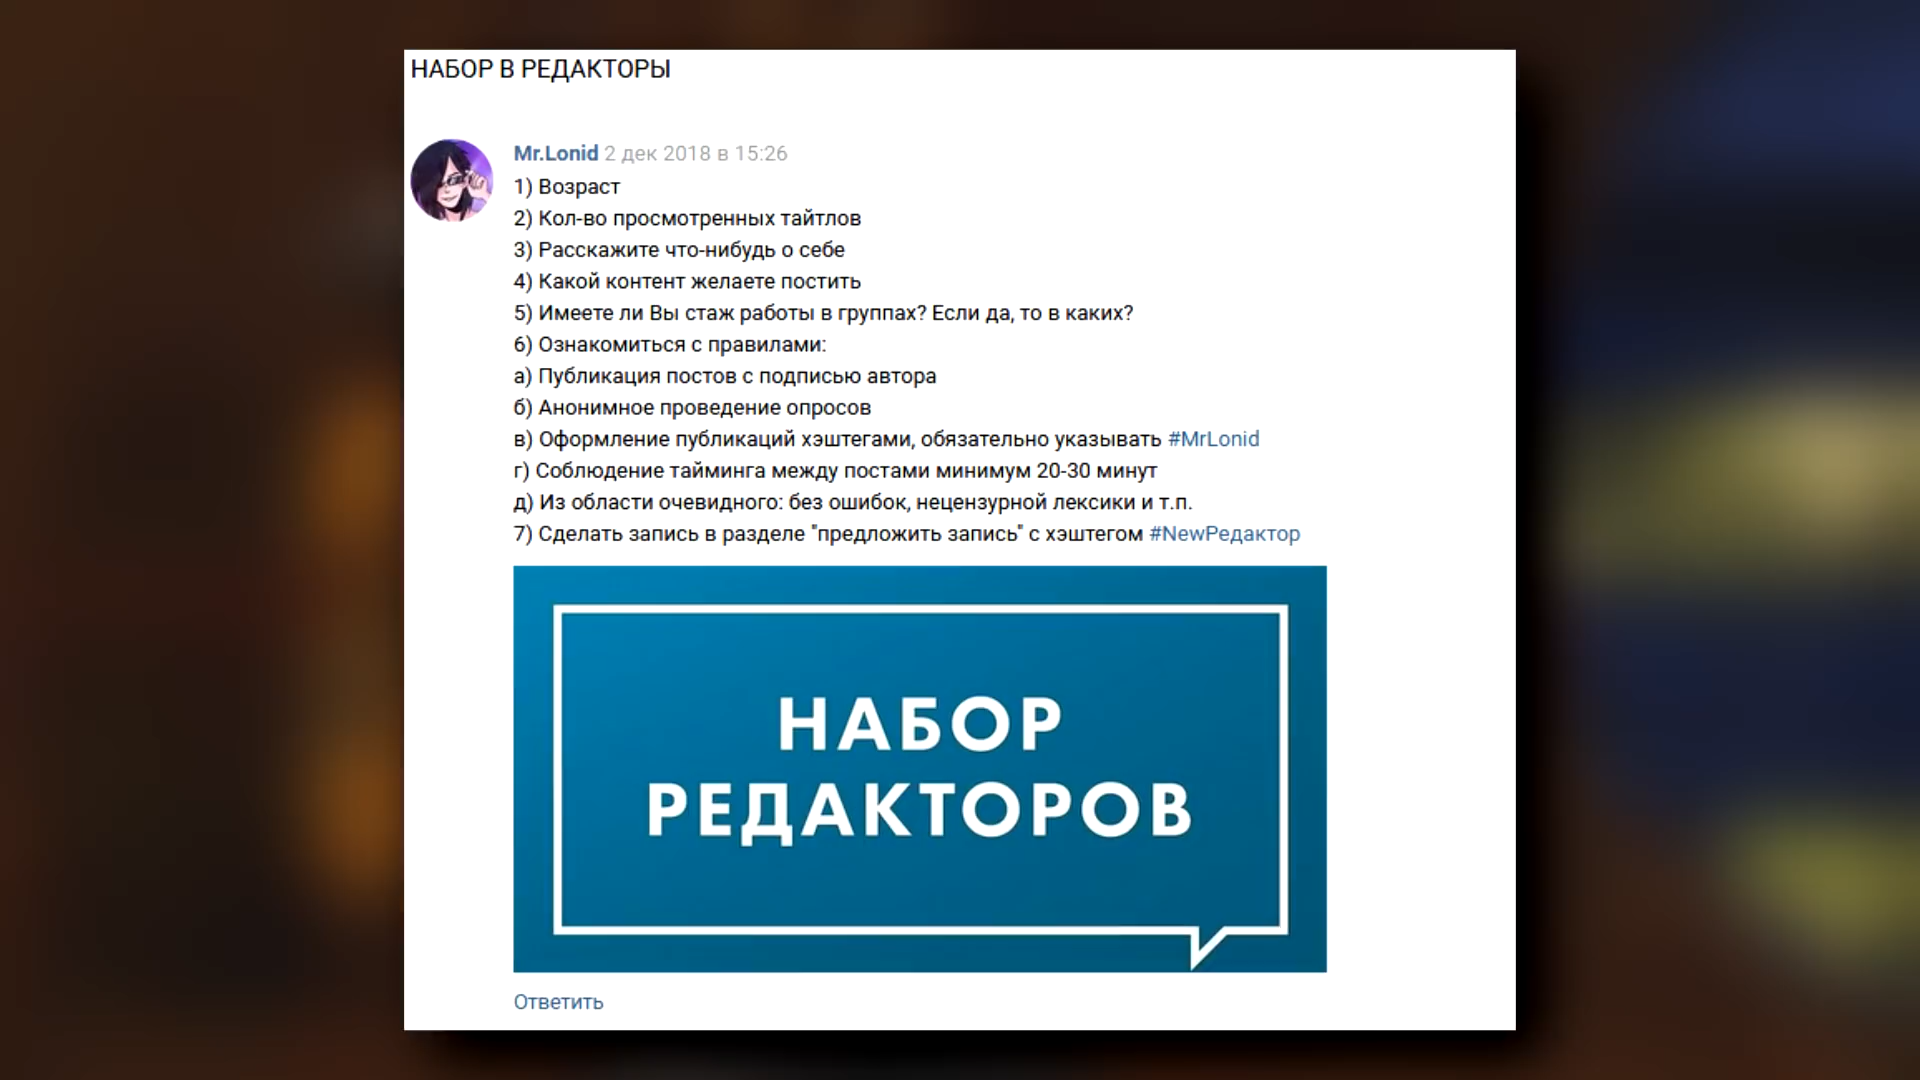 НАБОР В РЕДАКТОРЫ
Mr.Lonid 2 дек 2018 в 15:26
1) Возраст
2) Кол-во просмотренных тайтлов
3) Расскажите что-нибудь о себе
4) Какой контент желаете постить
5) Имеете ли Вы стаж работы в группах? Если да, то в каких?
6) Ознакомиться с правилами:
а) Публикация постов с подписью автора
б) Анонимное проведение опросов
в) Оформление публикаций хэштегами, обязательно указывать #MrLonid
г) Соблюдение тайминга между постами минимум 20-30 минут
д) Из области очевидного: без ошибок, нецензурной лексики и т.п.
7) Сделать запись в разделе "предложить запись" с хэштегом #NewРедактор
НАБОР
РЕДАКТОРОВ
Ответить